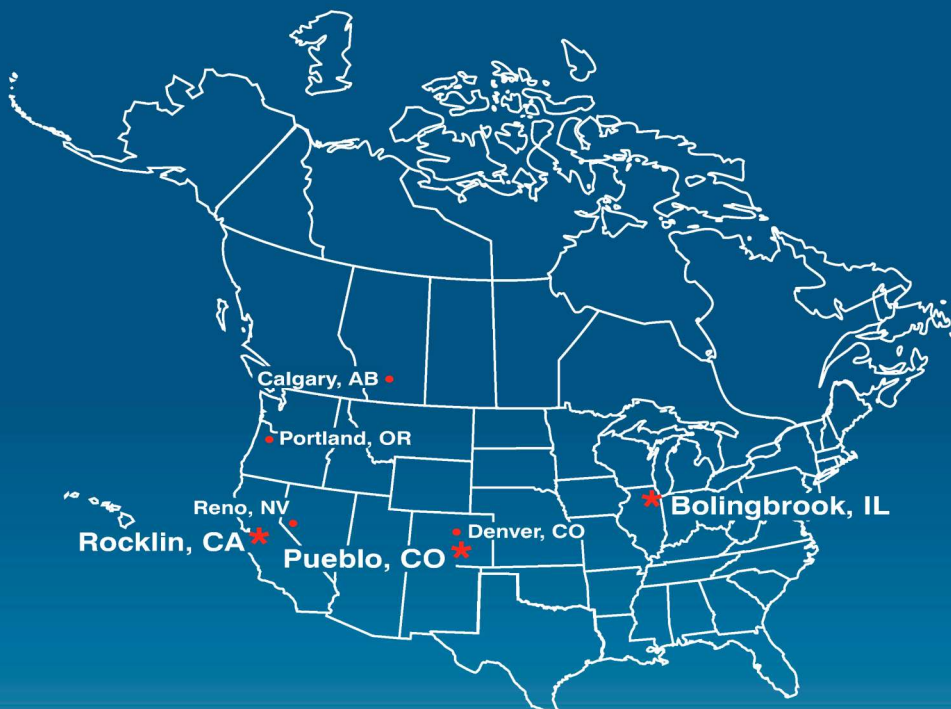 Calgary, AB
Portland, OR
Reno, NV
Bolingbrook, IL
Rocklin, CA
Denver, CO
Pueblo, CO